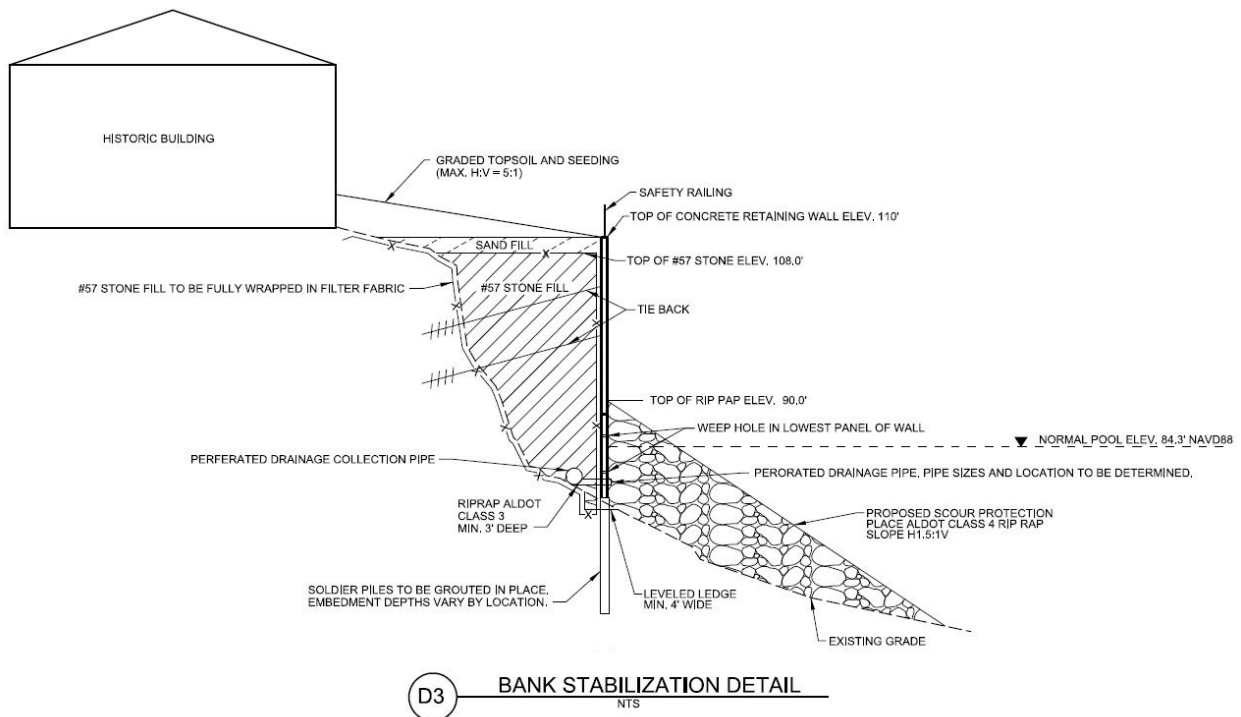 HISTORIC BUILDING
GRADED TOPSOIL AND SEEDING
(MAX. H:V = 5:1)
SAFETY RAILING
TOP OF CONCRETE RETAINING WALL ELEV. 110'
SAND FILL
TOP OF #57 STONE ELEV. 108.0'
#57 STONE FILL TO BE FULLY WRAPPED IN FILTER FABRIC
#57 STONE FILL
TIE BACK
TOP OF RIP PAP ELEV. 90.0'
WEEP HOLE IN LOWEST PANEL OF WALL
NORMAL POOL ELEV. 84.3' NAVD88
PERFERATED DRAINAGE COLLECTION PIPE
PERORATED DRAINAGE PIPE, PIPE SIZES AND LOCATION TO BE DETERMINED.
RIPRAP ALDOT
CLASS 3
MIN. 3' DEEP
PROPOSED SCOUR PROTECTION
PLACE ALDOT CLASS 4 RIP RAP
SLOPE H1.5:1V
SOLDIER PILES TO BE GROUTED IN PLACE.
EMBEDMENT DEPTHS VARY BY LOCATION.
LEVELED LEDGE
MIN. 4' WIDE
EXISTING GRADE
D3
BANK STABILIZATION DETAIL
NTS